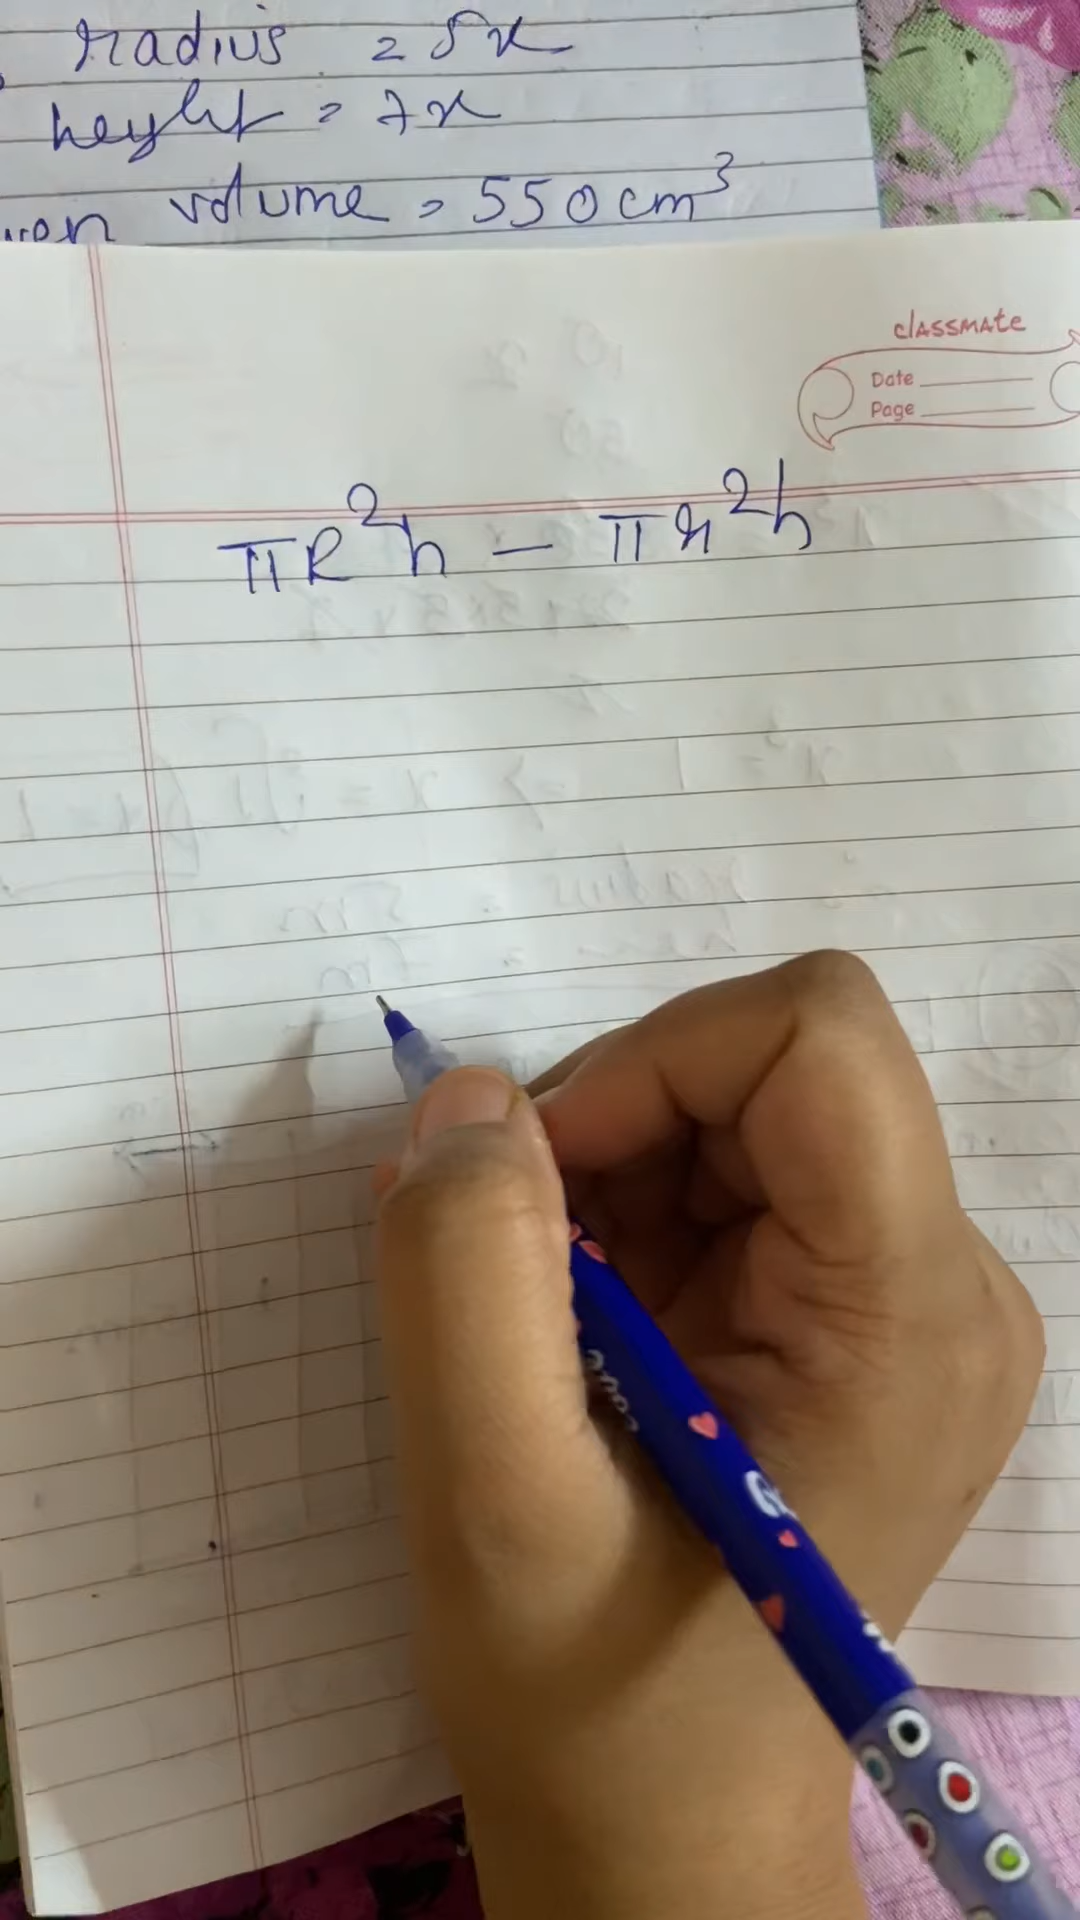 radius = 5x
height = 7x
volume = 550 cm³
classmate
Date
Page
πR²h – πr²h